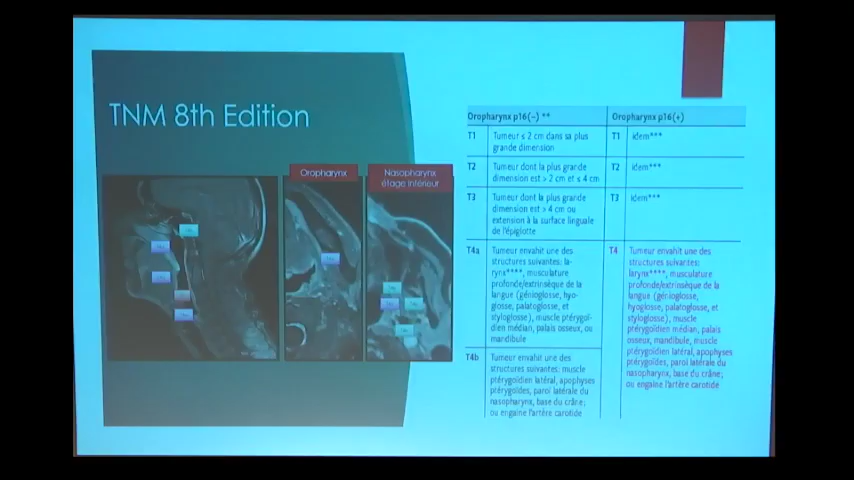 TNM 8th Edition
Oropharynx
Nasopharynx
étage inférieur
Oropharynx p16(-) **
Oropharynx p16(+)
T1
Tumeur ≤ 2 cm dans sa plus
grande dimension
T1
idem***
T2
Tumeur dont la plus grande
dimension est > 2 cm et ≤ 4 cm
T2
idem***
T3
Tumeur dont la plus grande
dimension est > 4 cm ou
extension à la surface linguale
de l'épiglotte
T3
idem***
T4a
Tumeur envahit une des
structures suivantes: la-
rynx****, musculature
profonde/extrinsèque de la
langue (génioglosse, hyo-
glosse, palatoglosse, et
styloglosse), muscle ptérygoï-
dien médian, palais osseux, ou
mandibule
T4
Tumeur envahit une des
structures suivantes:
larynx****, musculature
profonde/extrinsèque de la
langue (génioglosse,
hyoglosse, palatoglosse, et
styloglosse), muscle
ptérygoïdien médian, palais
osseux, mandibule, muscle
ptérygoïdien latéral, apophyses
ptérygoïdes, paroi latérale du
nasopharynx, base du crâne;
ou engaine l'artère carotide
T4b
Tumeur envahit une des
structures suivantes: muscle
ptérygoïdien latéral, apophyses
ptérygoïdes, paroi latérale du
nasopharynx, base du crâne;
ou engaine l'artère carotide